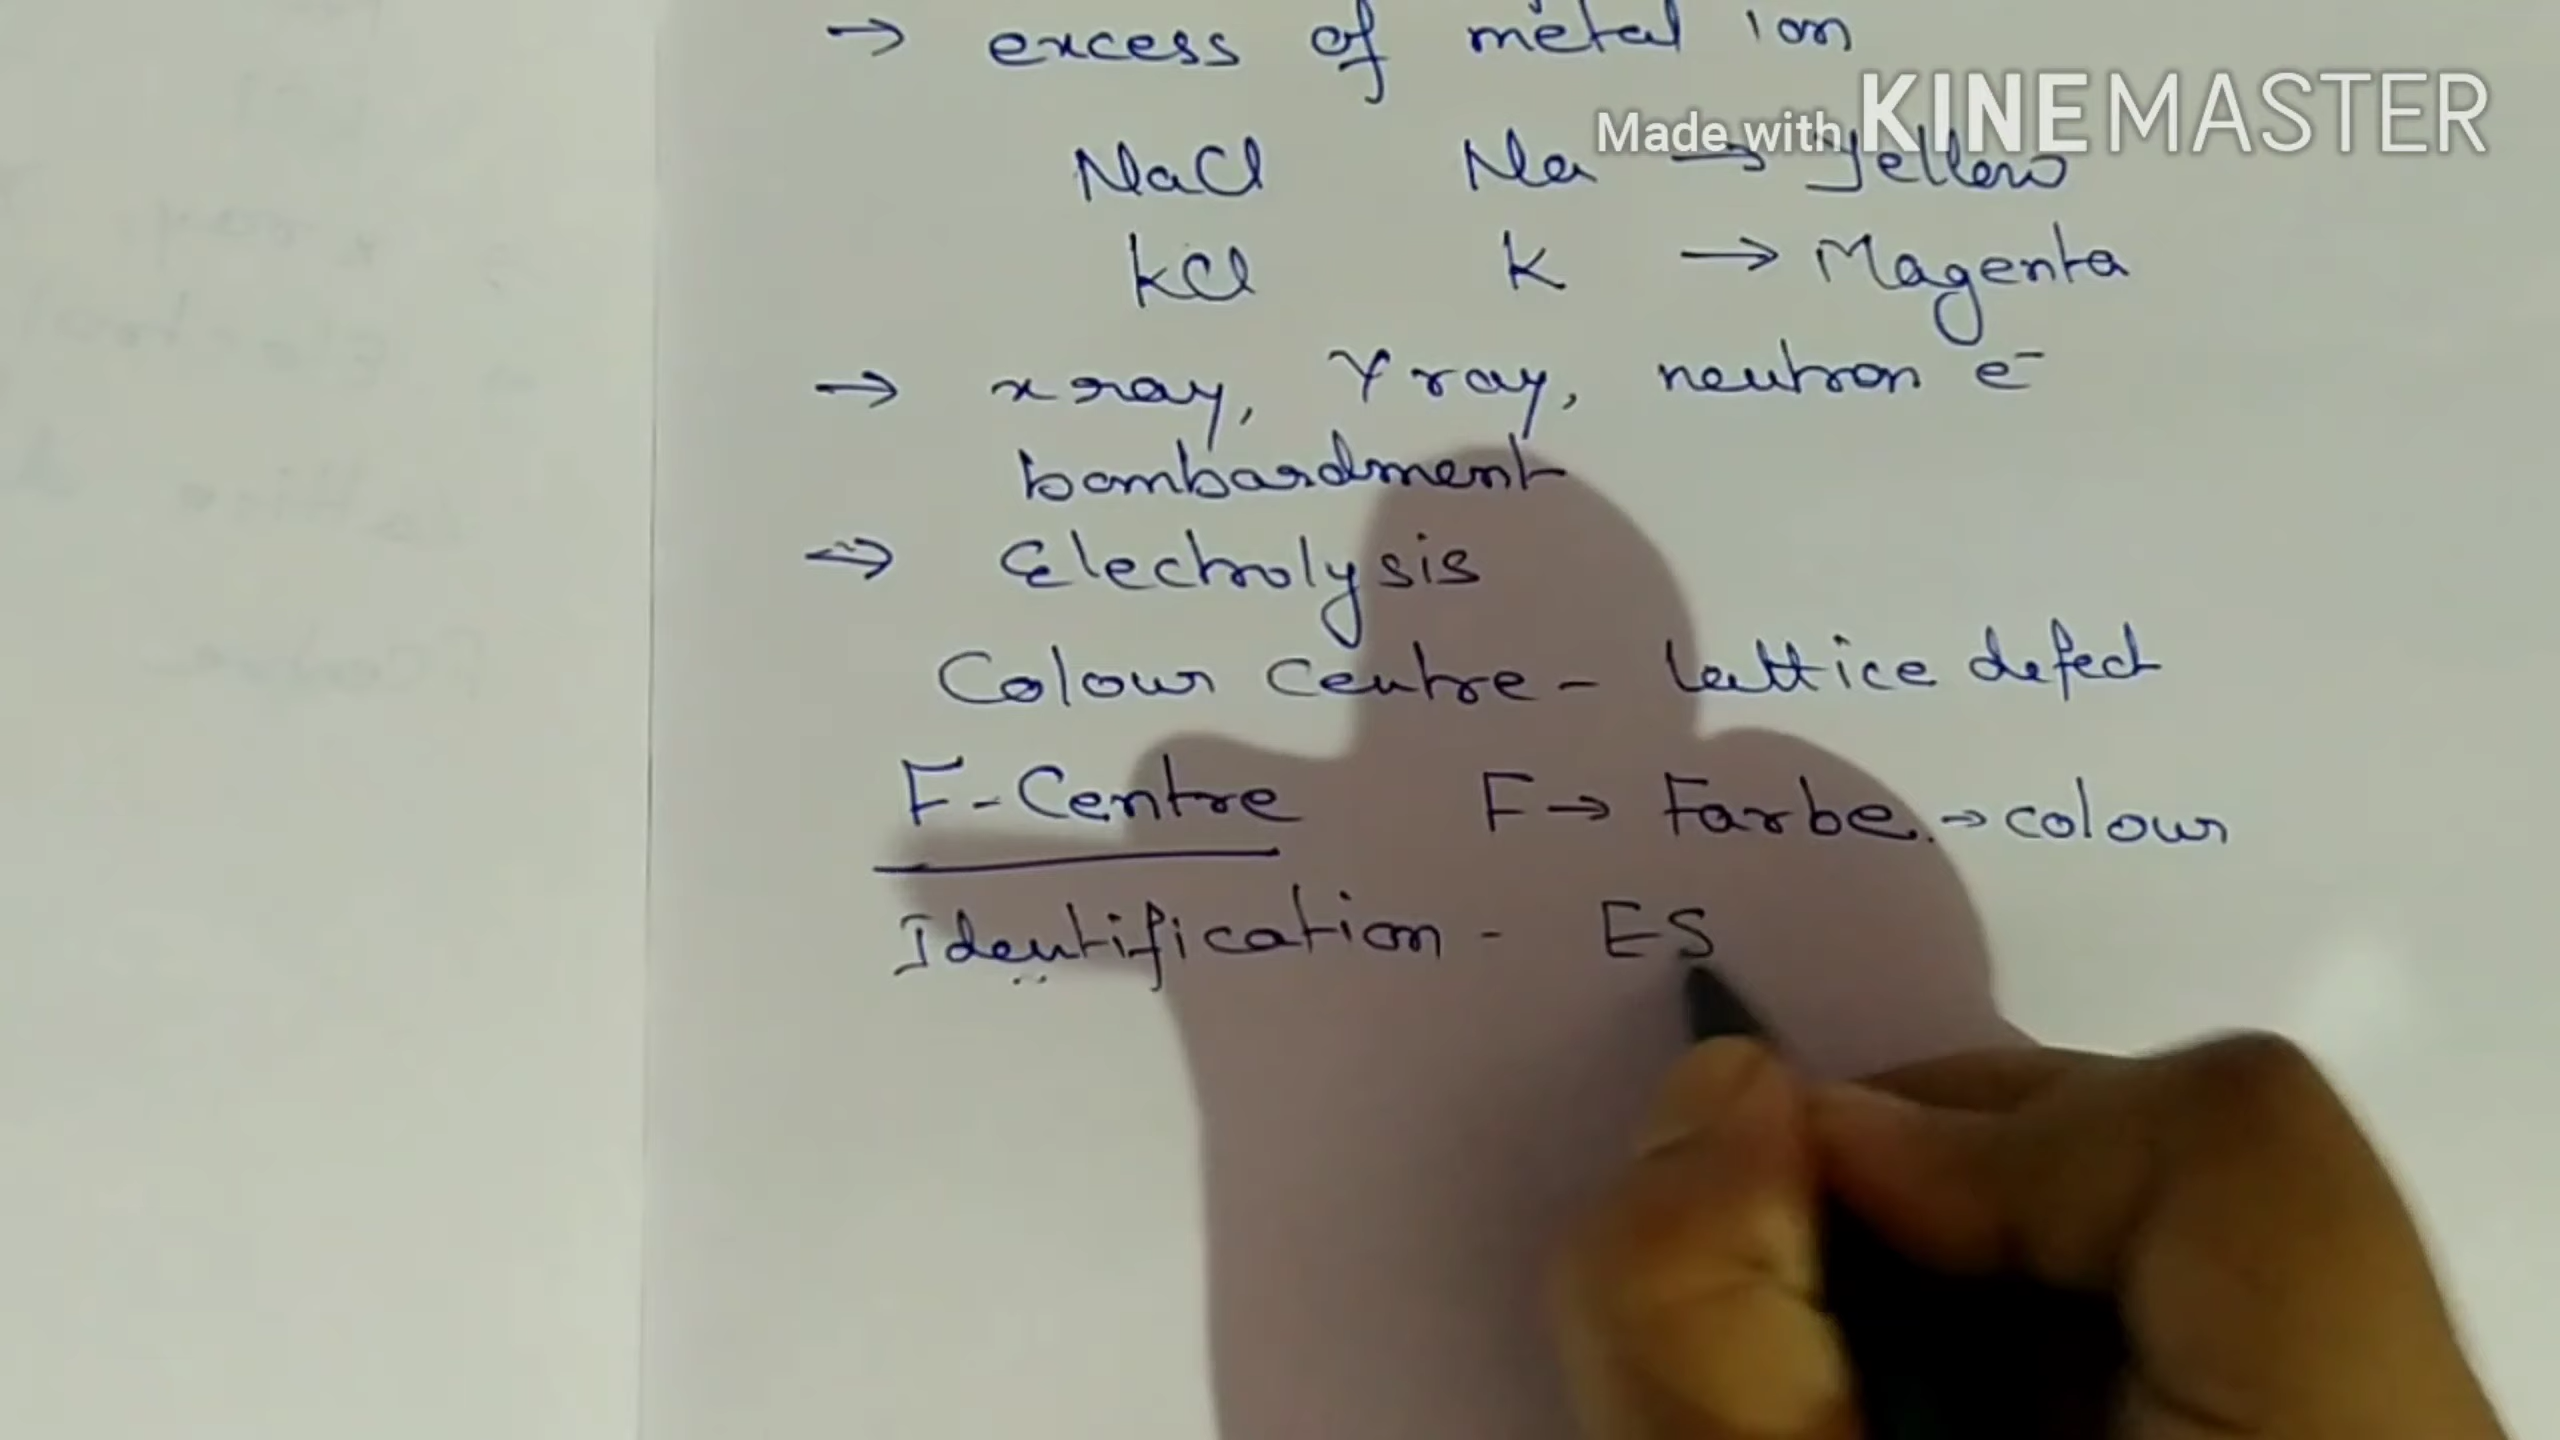 → excess of metal ion
Made with KINEMASTER
NaCl Na → Yellow
KCl K → Magenta
→ x ray, γ ray, neutron e⁻
bombardment
⇒ Electrolysis
Colour Centre - lattice defect
F-Centre F → Farbe → colour
Identification - ES